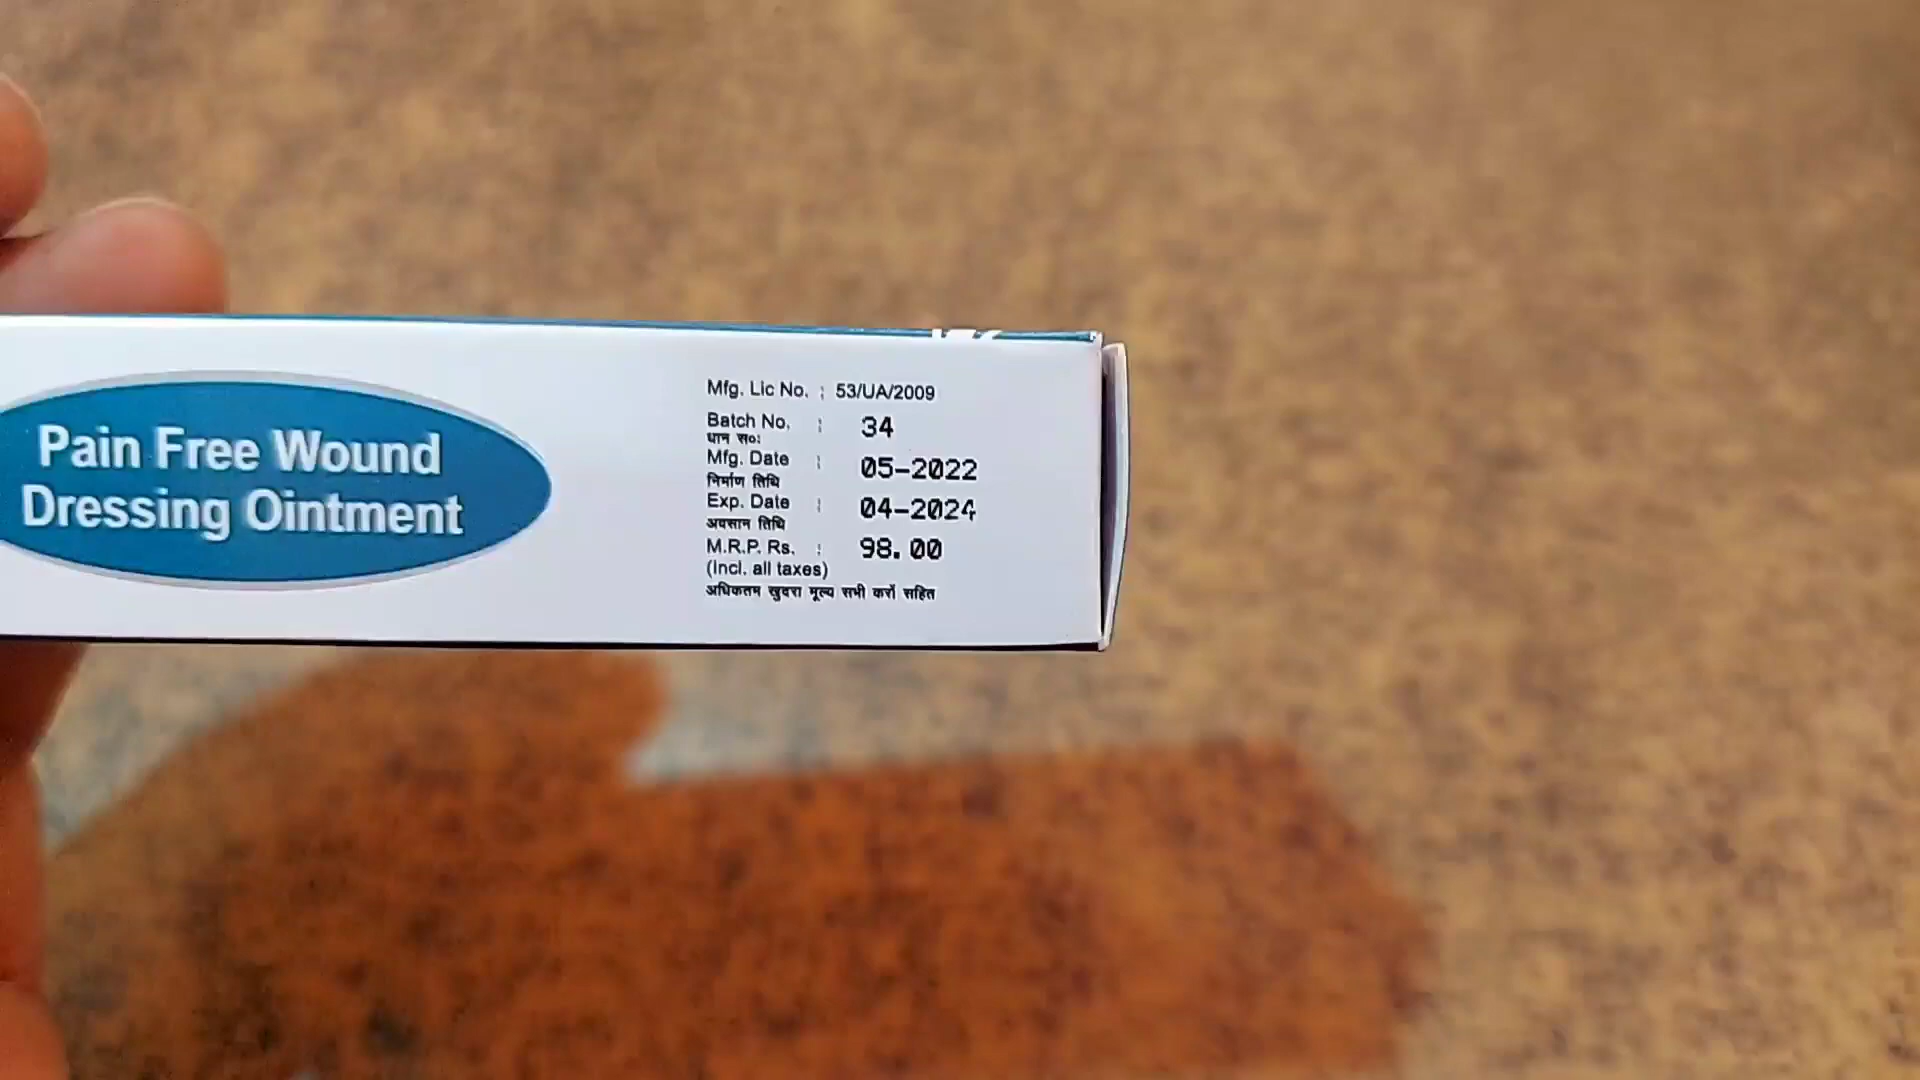 Pain Free Wound
Dressing Ointment
Mfg. Lic No. : 53/UA/2009
Batch No. : 34
घान सं०:
Mfg. Date : 05-2022
निर्माण तिथि
Exp. Date : 04-2024
अवसान तिथि
M.R.P. Rs. : 98.00
(Incl. all taxes)
अधिकतम खुदरा मूल्य सभी करों सहित